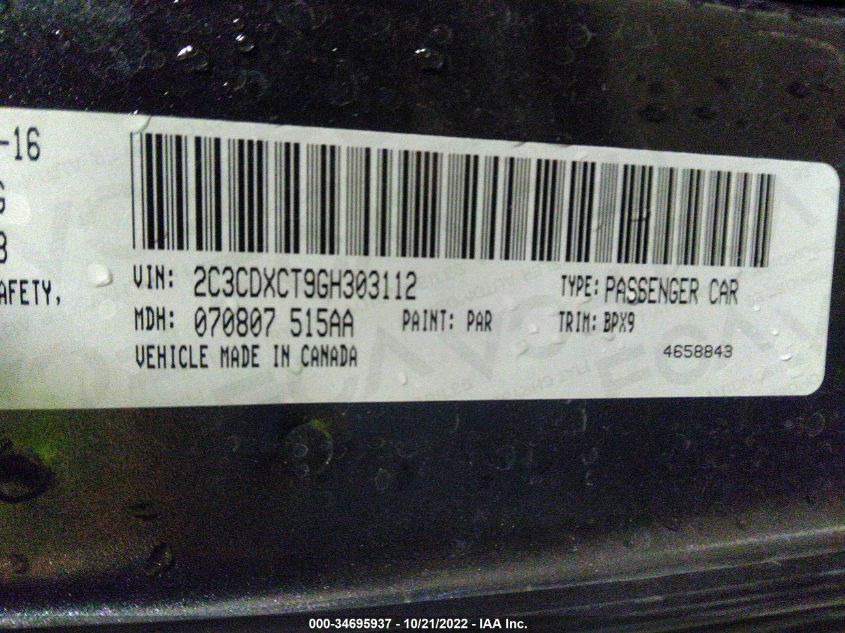 -16
G
3
AFETY,
VIN: 2C3CDXCT9GH303112 TYPE: PASSENGER CAR
MDH: 070807 515AA PAINT: PAR TRIM: BPX9
VEHICLE MADE IN CANADA 4658843
000-34695937 - 10/21/2022 - IAA Inc.